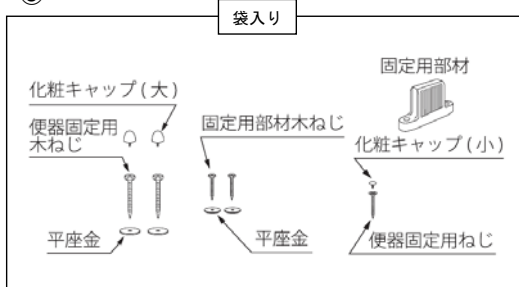 袋入り
固定用部材
化粧キャップ(大)
便器固定用
木ねじ
固定用部材木ねじ
化粧キャップ(小)
平座金
平座金
便器固定用ねじ